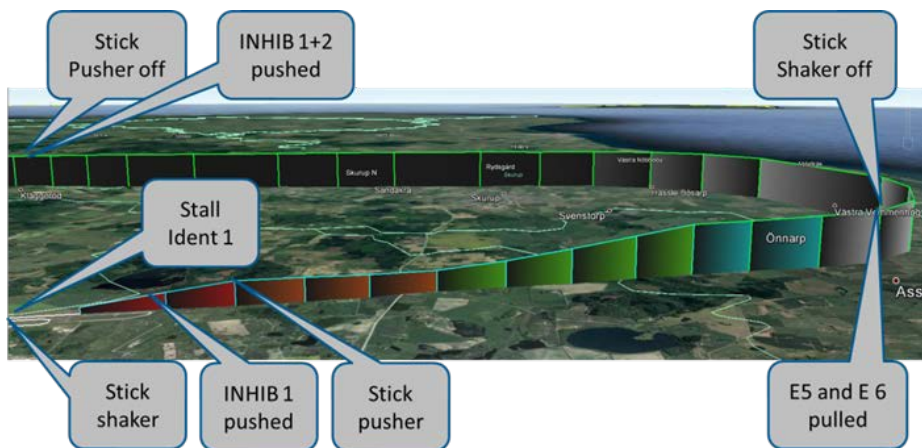 Stick
Pusher off
INHIB 1+2
pushed
Stick
Shaker off
Skurup N
Rydsgård
Skurup
Sandåkra
Skurup
Svenstorp
Stall
Ident 1
Önnarp
Ass
Stick
shaker
INHIB 1
pushed
Stick
pusher
E5 and E 6
pulled